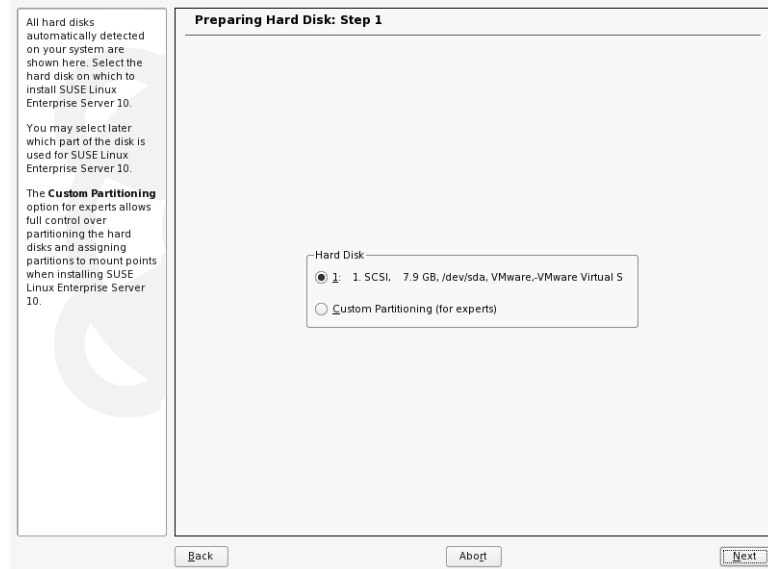 All hard disks
automatically detected
on your system are
shown here. Select the
hard disk on which to
install SUSE Linux
Enterprise Server 10.
You may select later
which part of the disk is
used for SUSE Linux
Enterprise Server 10.
The Custom Partitioning
option for experts allows
full control over
partitioning the hard
disks and assigning
partitions to mount points
when installing SUSE
Linux Enterprise Server
10.
Preparing Hard Disk: Step 1
Hard Disk
1: 1. SCSI, 7.9 GB, /dev/sda, VMware,-VMware Virtual S
Custom Partitioning (for experts)
Back
Abort
Next